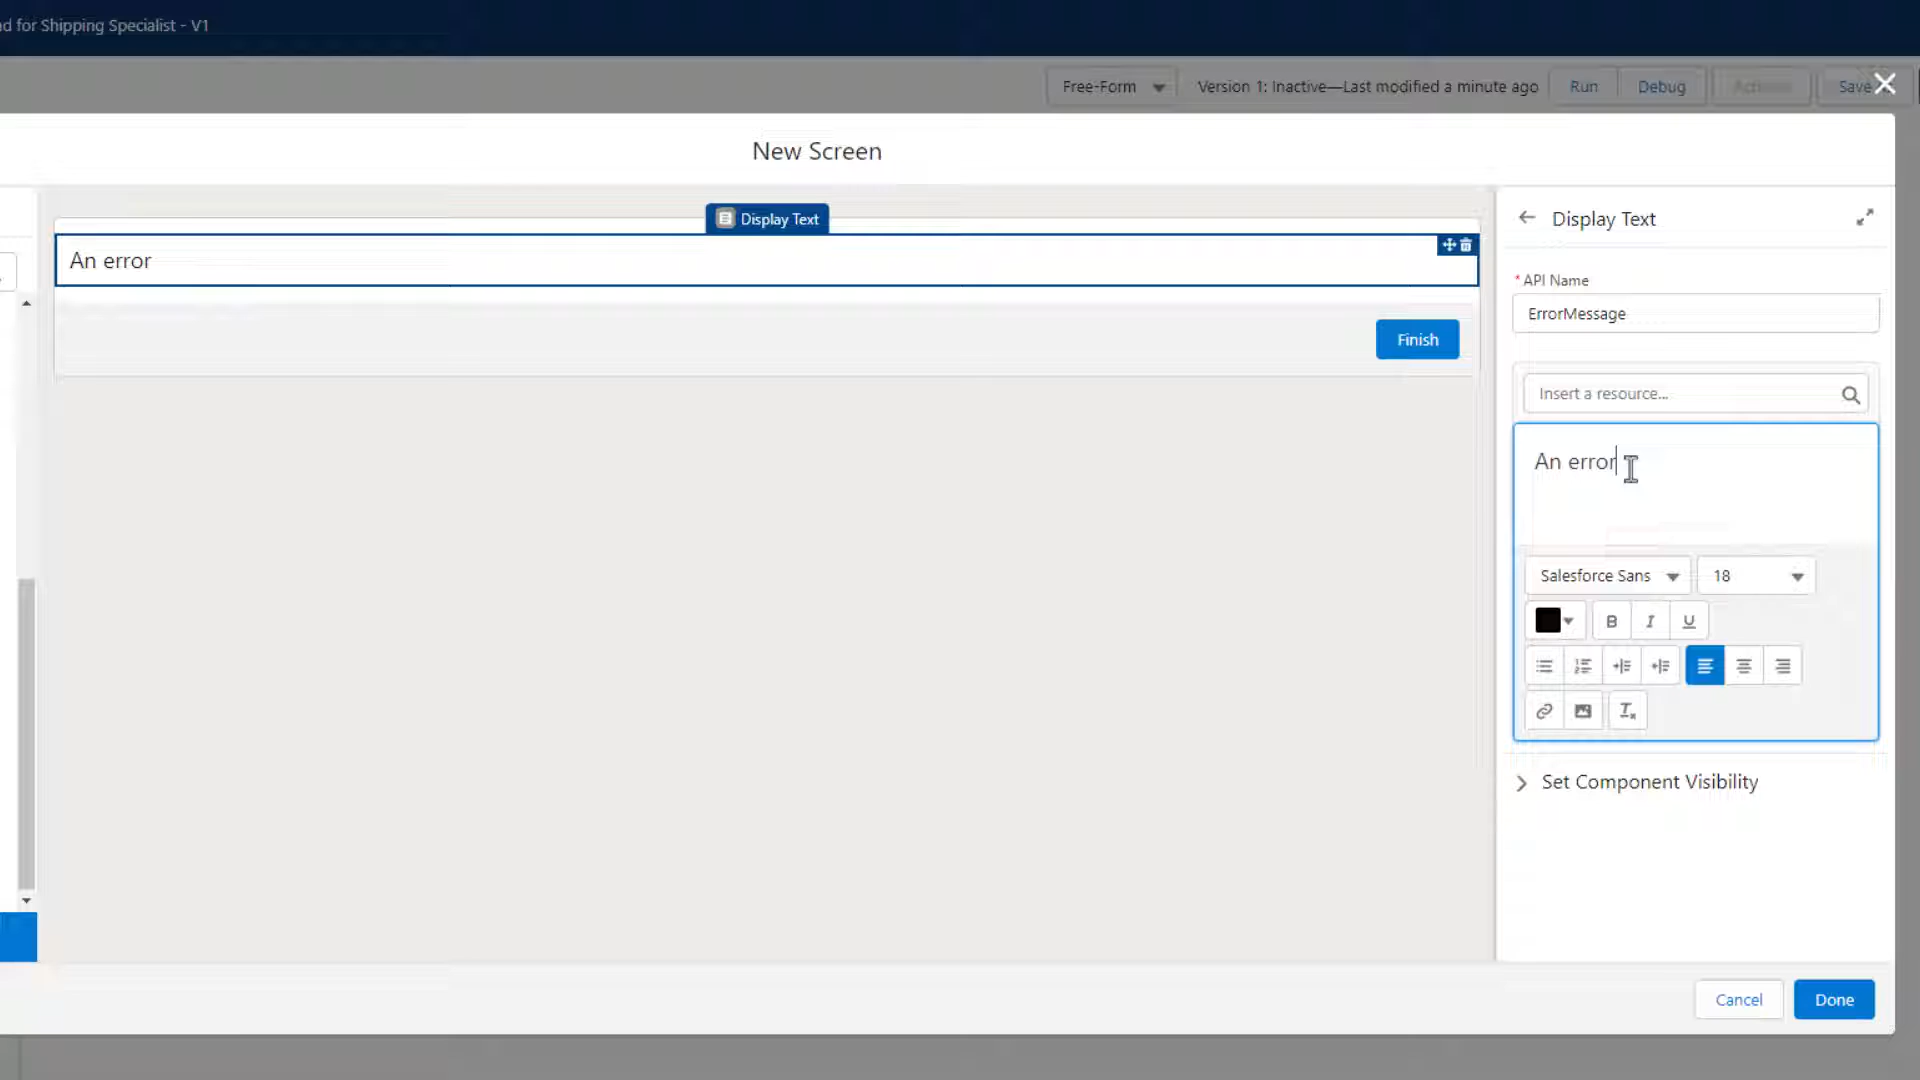 for Shipping Specialist - V1
Free-Form
Version 1: Inactive—Last modified a minute ago
Run
Debug
Save
New Screen
Display Text
An error
Finish
Display Text
* API Name
ErrorMessage
Insert a resource...
An error
Salesforce Sans
18
B
I
U
Set Component Visibility
Cancel
Done